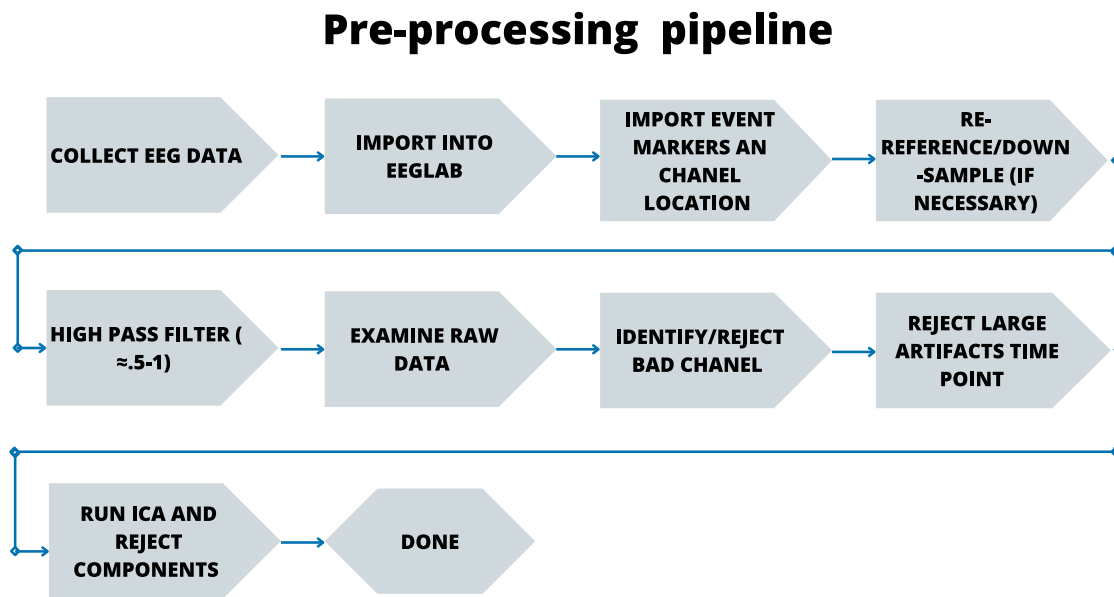 Pre-processing pipeline
COLLECT EEG DATA
IMPORT INTO
EEGLAB
IMPORT EVENT
MARKERS AN
CHANEL
LOCATION
RE-
REFERENCE/DOWN
-SAMPLE (IF
NECESSARY)
HIGH PASS FILTER (
≈.5-1)
EXAMINE RAW
DATA
IDENTIFY/REJECT
BAD CHANEL
REJECT LARGE
ARTIFACTS TIME
POINT
RUN ICA AND
REJECT
COMPONENTS
DONE